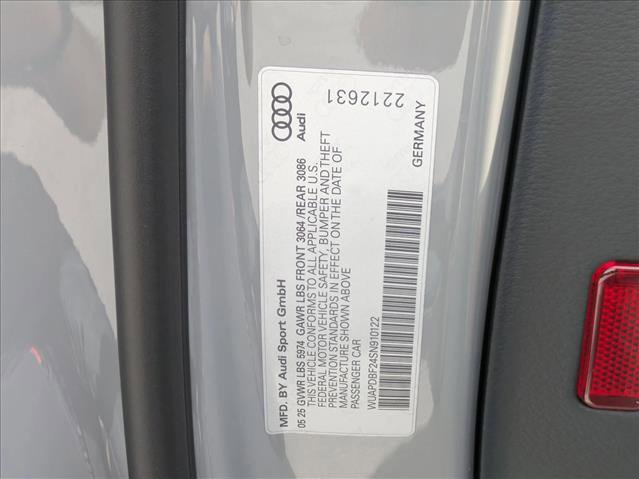 Audi
2212631
GERMANY
MFD. BY Audi Sport GmbH
05 25 GVWR LBS 5974 GAWR LBS FRONT 3064 /REAR 3086
THIS VEHICLE CONFORMS TO ALL APPLICABLE U.S.
FEDERAL MOTOR VEHICLE SAFETY, BUMPER AND THEFT
PREVENTION STANDARDS IN EFFECT ON THE DATE OF
MANUFACTURE SHOWN ABOVE
PASSENGER CAR
WUAPDBF24SN910122